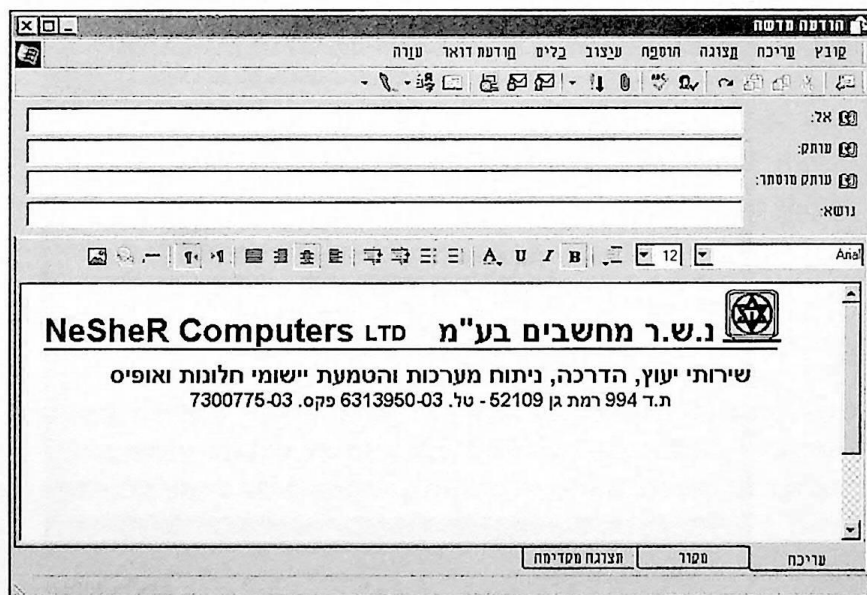 הודעה חדשה
קובץ עריכה תצוגה הוספה עיצוב כלים הודעת דואר עזרה
אל:
עותק:
עותק מוסתר:
נושא:
Arial 12 B I U A
נ.ש.ר מחשבים בע"מ NeSheR Computers LTD
שירותי יעוץ, הדרכה, ניתוח מערכות והטמעת יישומי חלונות ואופיס
ת.ד 994 רמת גן 52109 - טל. 6313950-03 פקס. 7300775-03
עריכה מקור תצוגה מקדימה